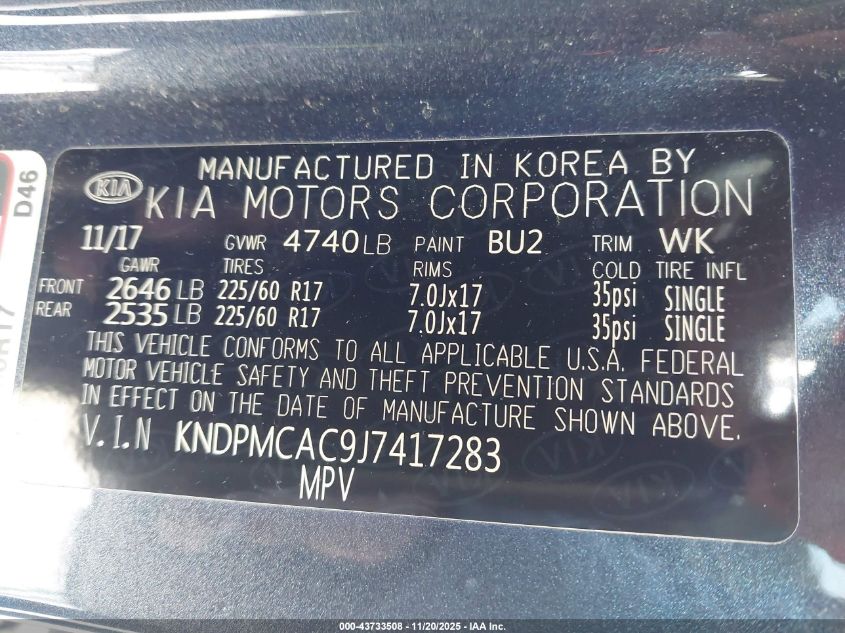 MANUFACTURED IN KOREA BY
KIA KIA MOTORS CORPORATION
11/17 GVWR 4740LB PAINT BU2 TRIM WK
GAWR TIRES RIMS COLD TIRE INFL
FRONT 2646 LB 225/60 R17 7.0Jx17 35psi SINGLE
REAR 2535 LB 225/60 R17 7.0Jx17 35psi SINGLE
THIS VEHICLE CONFORMS TO ALL APPLICABLE U.S.A. FEDERAL
MOTOR VEHICLE SAFETY AND THEFT PREVENTION STANDARDS
IN EFFECT ON THE DATE OF MANUFACTURE SHOWN ABOVE.
V.I.N KNDPMCAC9J7417283
MPV
D46
000-43733508 - 11/20/2025 - IAA Inc.